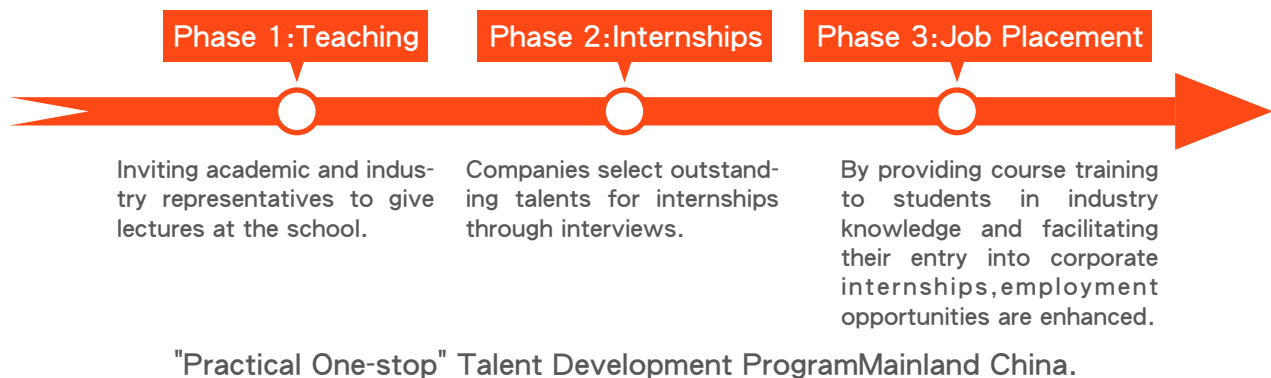 Phase 1:Teaching
Phase 2:Internships
Phase 3:Job Placement
Inviting academic and indus-
try representatives to give
lectures at the school.
Companies select outstand-
ing talents for internships
through interviews.
By providing course training
to students in industry
knowledge and facilitating
their entry into corporate
internships,employment
opportunities are enhanced.
"Practical One-stop" Talent Development ProgramMainland China.